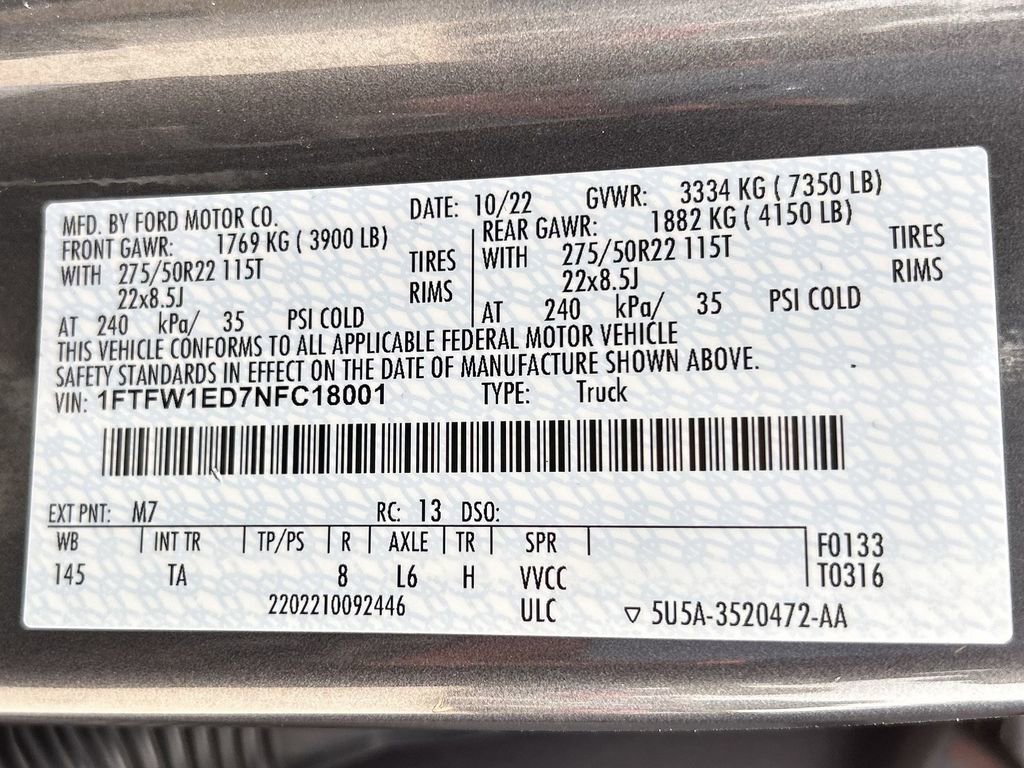 MFD. BY FORD MOTOR CO. DATE: 10/22 GVWR: 3334 KG ( 7350 LB)
FRONT GAWR: 1769 KG ( 3900 LB) REAR GAWR: 1882 KG ( 4150 LB)
WITH 275/50R22 115T TIRES WITH 275/50R22 115T TIRES
22x8.5J RIMS 22x8.5J RIMS
AT 240 kPa/ 35 PSI COLD AT 240 kPa/ 35 PSI COLD
THIS VEHICLE CONFORMS TO ALL APPLICABLE FEDERAL MOTOR VEHICLE
SAFETY STANDARDS IN EFFECT ON THE DATE OF MANUFACTURE SHOWN ABOVE.
VIN: 1FTFW1ED7NFC18001 TYPE: Truck
EXT PNT: M7 RC: 13 DSO:
WB INT TR TP/PS R AXLE TR SPR F0133
145 TA 8 L6 H VVCC T0316
2202210092446 ULC ▽ 5U5A-3520472-AA